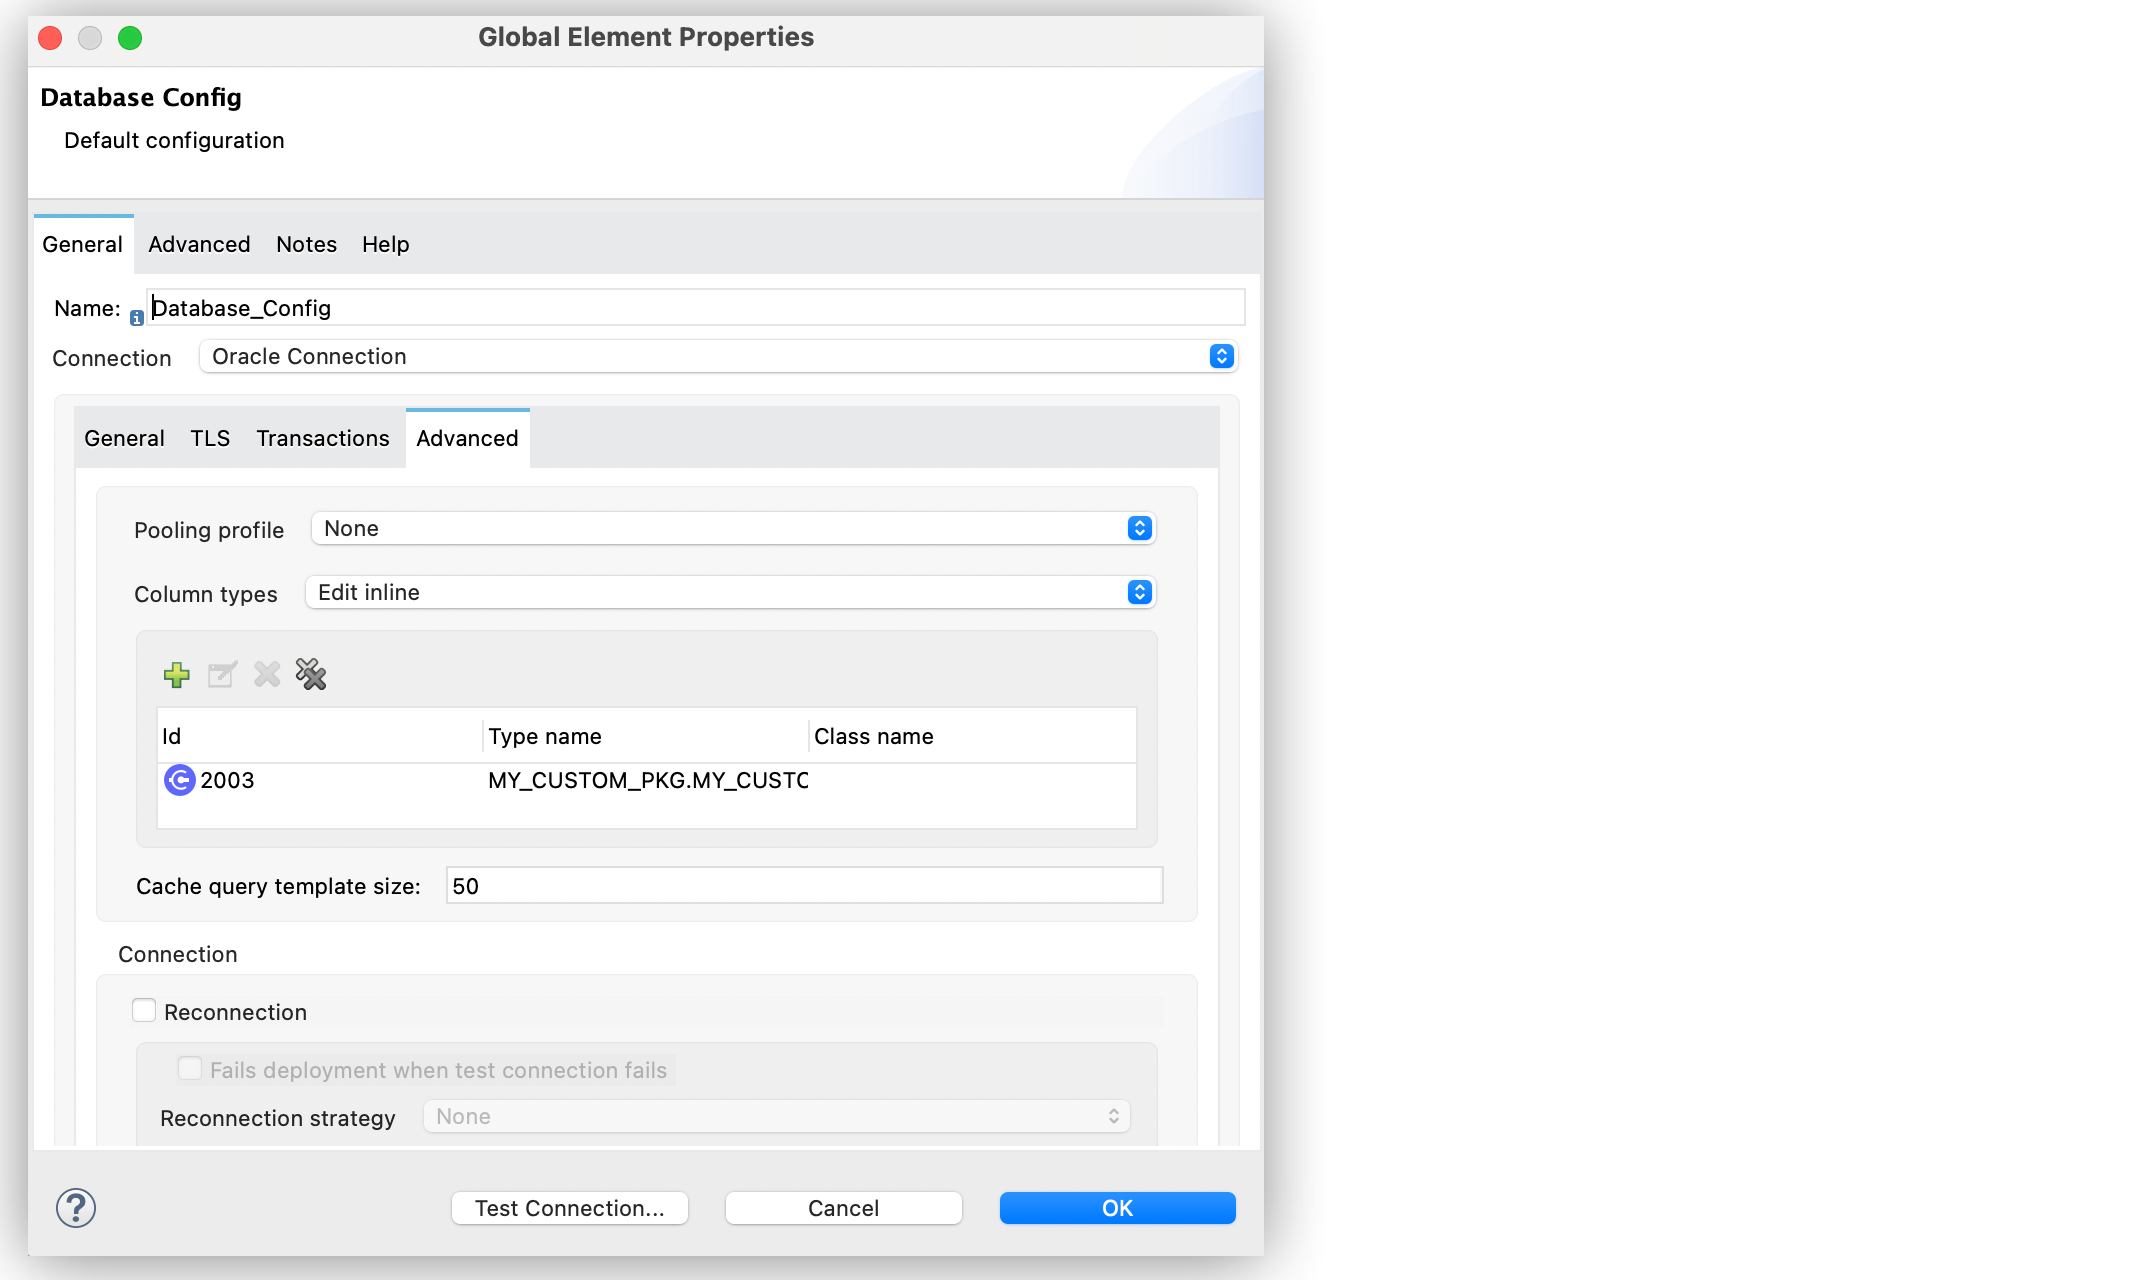 Global Element Properties
Database Config
Default configuration
General Advanced Notes Help
Name: Database_Config
Connection Oracle Connection
General TLS Transactions Advanced
Pooling profile None
Column types Edit inline
Id Type name Class name
2003 MY_CUSTOM_PKG.MY_CUSTC
Cache query template size: 50
Connection
Reconnection
Fails deployment when test connection fails
Reconnection strategy None
? Test Connection... Cancel OK